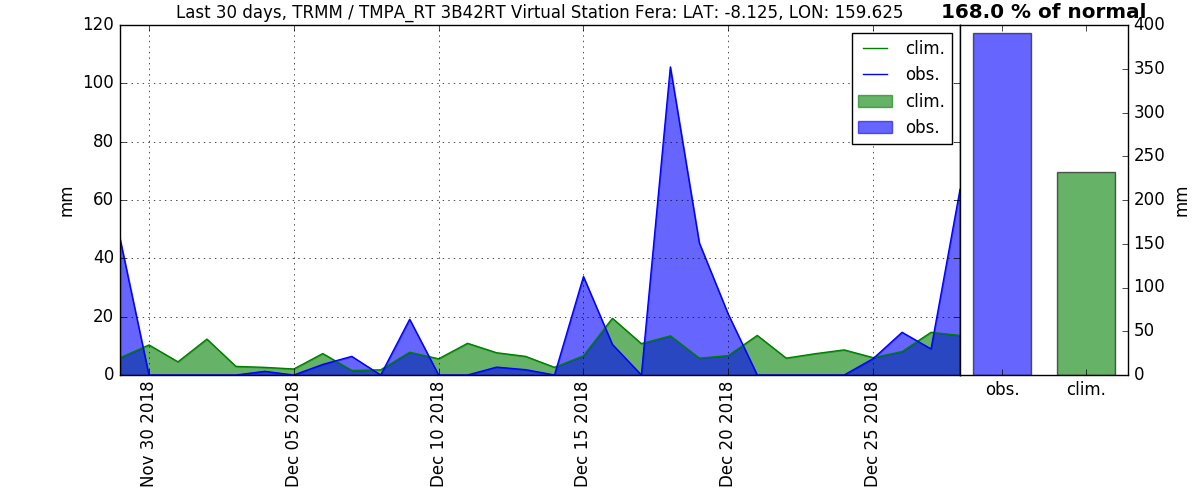 Last 30 days, TRMM / TMPA_RT 3B42RT Virtual Station Fera: LAT: -8.125, LON: 159.625
168.0 % of normal
mm
120
100
80
60
40
20
0
clim.
obs.
clim.
obs.
Nov 30 2018
Dec 05 2018
Dec 10 2018
Dec 15 2018
Dec 20 2018
Dec 25 2018
400
350
300
250
200
150
100
50
0
mm
obs.
clim.